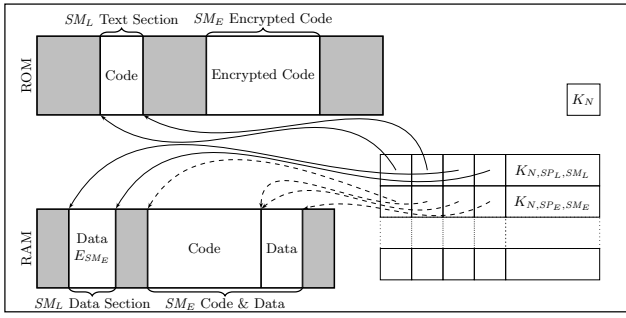 SM_L Text Section
SM_E Encrypted Code
ROM
Code
Encrypted Code
K_N
K_{N,SP_L,SM_L}
K_{N,SP_E,SM_E}
RAM
Data
E_{SM_E}
Code
Data
SM_L Data Section
SM_E Code & Data